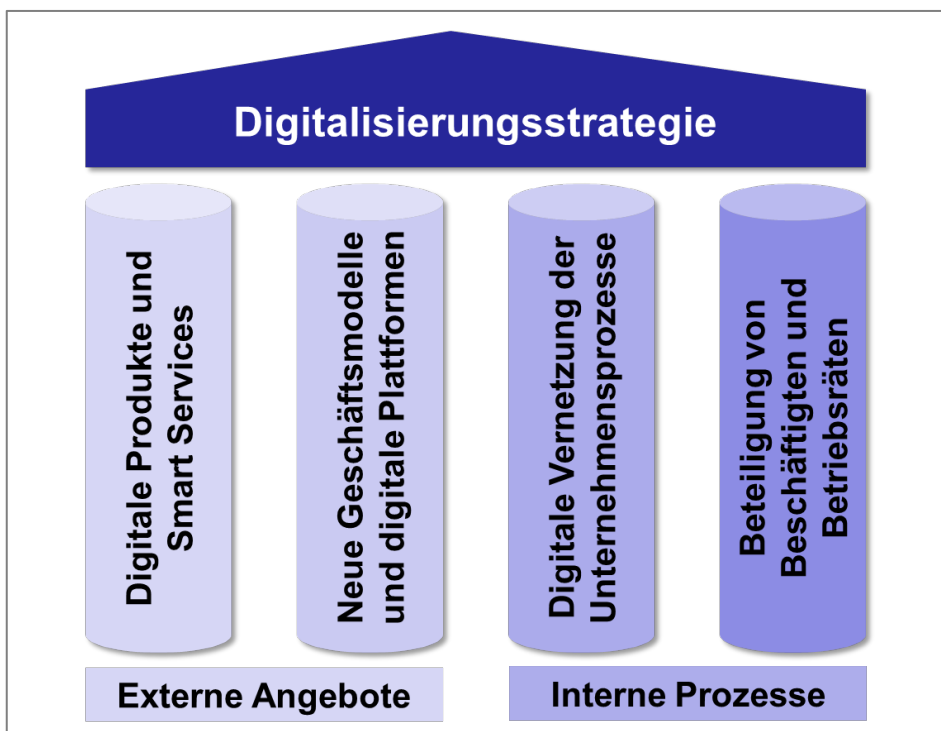 Digitalisierungsstrategie
Digitale Produkte und
Smart Services
Neue Geschäftsmodelle
und digitale Plattformen
Digitale Vernetzung der
Unternehmensprozesse
Beteiligung von
Beschäftigten und
Betriebsräten
Externe Angebote
Interne Prozesse